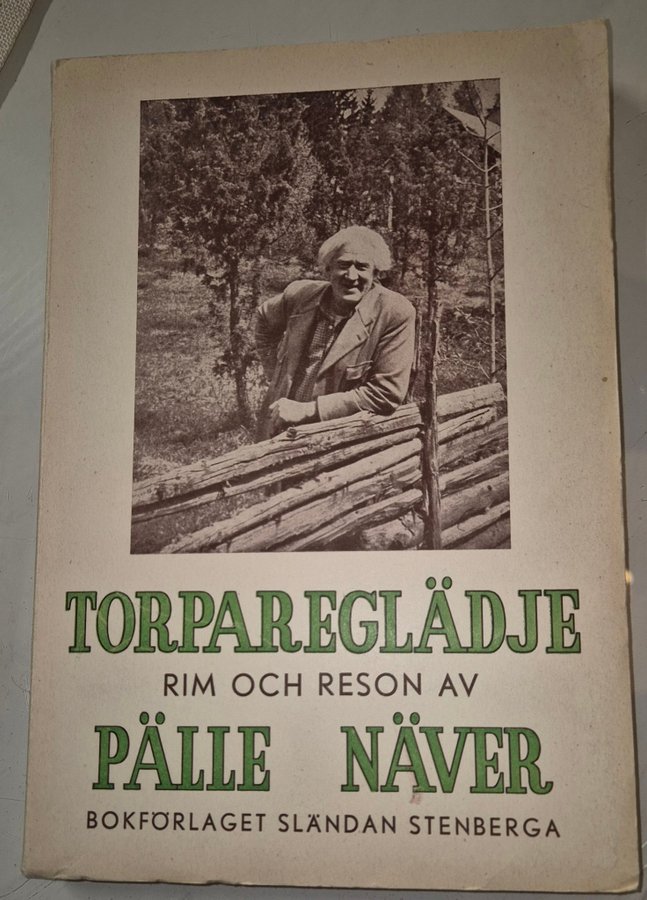 TORPAREGLÄDJE
RIM OCH RESON AV
PÄLLE NÄVER
BOKFÖRLAGET SLÄNDAN STENBERGA